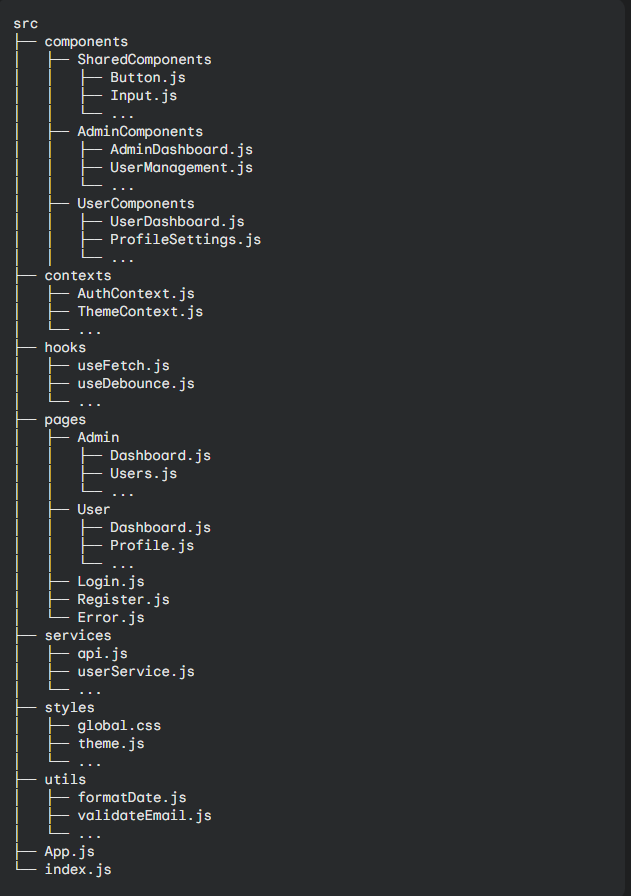 src
├── components
│   ├── SharedComponents
│   │   ├── Button.js
│   │   ├── Input.js
│   │   └── ...
│   ├── AdminComponents
│   │   ├── AdminDashboard.js
│   │   ├── UserManagement.js
│   │   └── ...
│   ├── UserComponents
│   │   ├── UserDashboard.js
│   │   ├── ProfileSettings.js
│   │   └── ...
├── contexts
│   ├── AuthContext.js
│   ├── ThemeContext.js
│   └── ...
├── hooks
│   ├── useFetch.js
│   ├── useDebounce.js
│   └── ...
├── pages
│   ├── Admin
│   │   ├── Dashboard.js
│   │   ├── Users.js
│   │   └── ...
│   ├── User
│   │   ├── Dashboard.js
│   │   ├── Profile.js
│   │   └── ...
│   ├── Login.js
│   ├── Register.js
│   └── Error.js
├── services
│   ├── api.js
│   ├── userService.js
│   └── ...
├── styles
│   ├── global.css
│   ├── theme.js
│   └── ...
├── utils
│   ├── formatDate.js
│   ├── validateEmail.js
│   └── ...
├── App.js
└── index.js